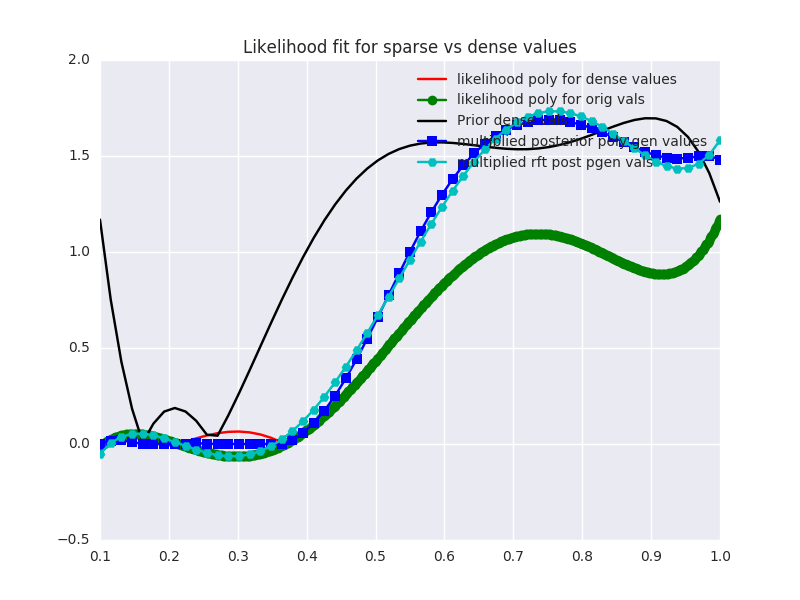 Likelihood fit for sparse vs dense values
2.0
1.5
1.0
0.5
0.0
−0.5
likelihood poly for dense values
likelihood poly for orig vals
Prior dense
multiplied posterior poly gen values
multiplied rft post pgen vals
0.1 0.2 0.3 0.4 0.5 0.6 0.7 0.8 0.9 1.0